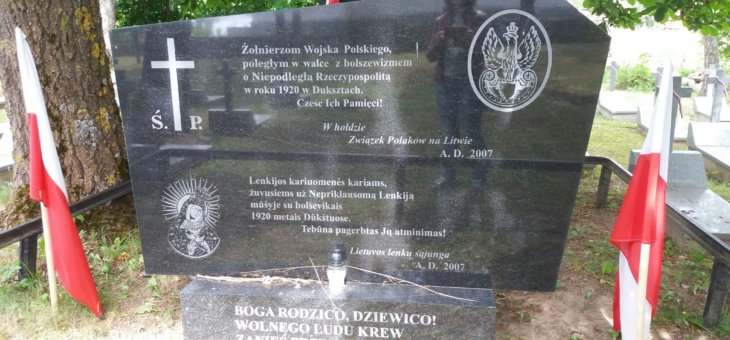 Żołnierzom Wojska Polskiego,
poległym w walce z bolszewizmem
o Niepodległą Rzeczypospolitą
w roku 1920 w Duksztach.
Cześć Ich Pamięci!
Ś. P.
W hołdzie
Związek Polaków na Litwie
A. D. 2007
Lenkijos kariuomenės kariams,
žuvusiems už Nepriklausomą Lenkiją
mūšyje su bolševikais
1920 metais Dūkštuose.
Tebūna pagerbtas Jų atminimas!
Lietuvos lenkų sąjunga
A. D. 2007
BOGA RODZICO, DZIEWICO!
WOLNEGO LUDU KREW